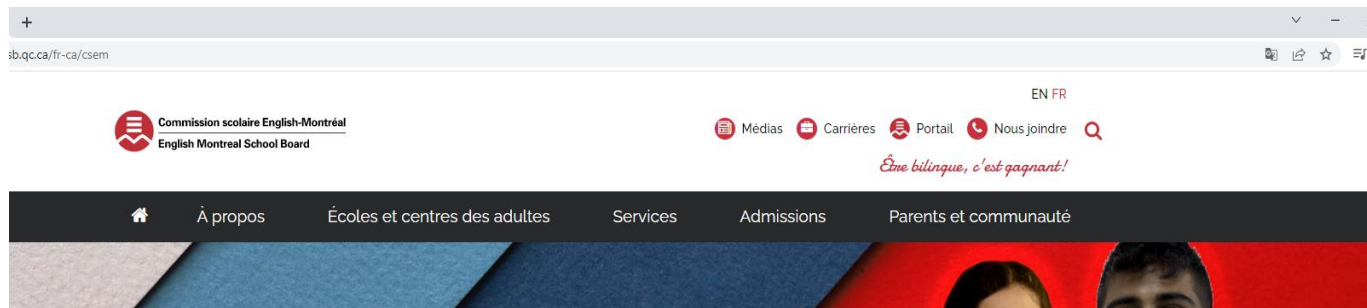 sb.qc.ca/fr-ca/csem
EN FR
Commission scolaire English-Montréal
English Montreal School Board
Médias Carrières Portail Nous joindre
Être bilingue, c'est gagnant!
À propos Écoles et centres des adultes Services Admissions Parents et communauté